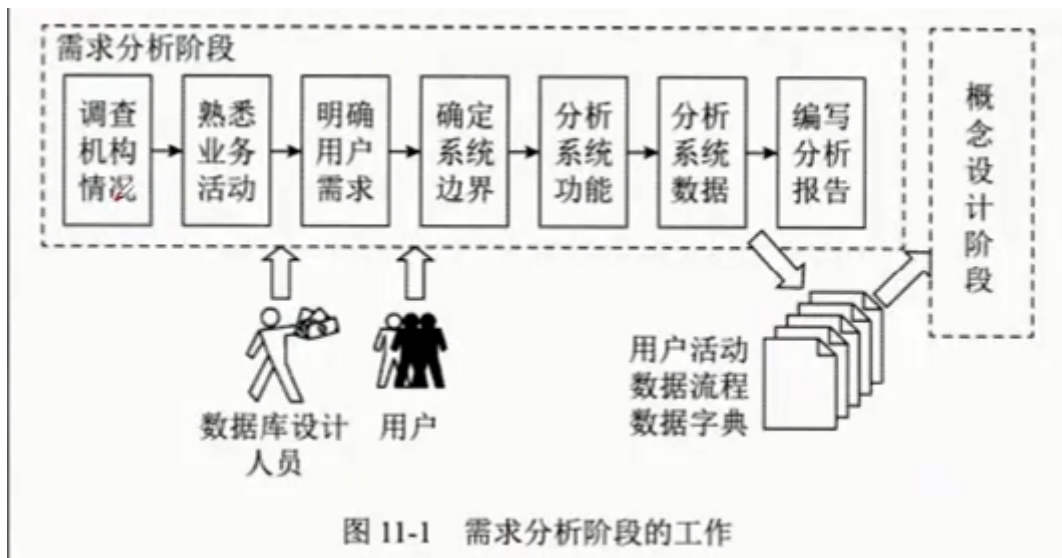 需求分析阶段
调查
机构
情况
熟悉
业务
活动
明确
用户
需求
确定
系统
边界
分析
系统
功能
分析
系统
数据
编写
分析
报告
概
念
设
计
阶
段
用户活动
数据流程
数据字典
数据库设计
人员
用户
图 11-1 需求分析阶段的工作